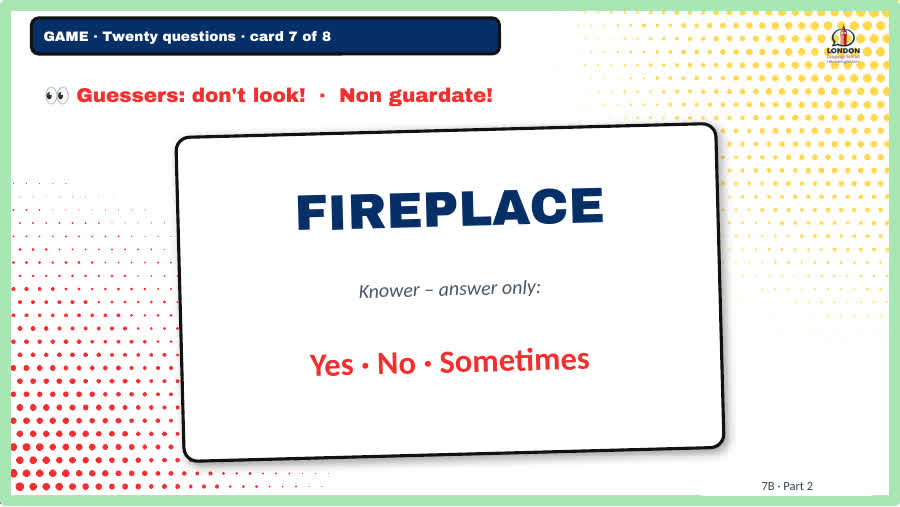 GAME · Twenty questions · card 7 of 8
LONDON
👀 Guessers: don't look! · Non guardate!
FIREPLACE
Knower – answer only:
Yes · No · Sometimes
7B · Part 2